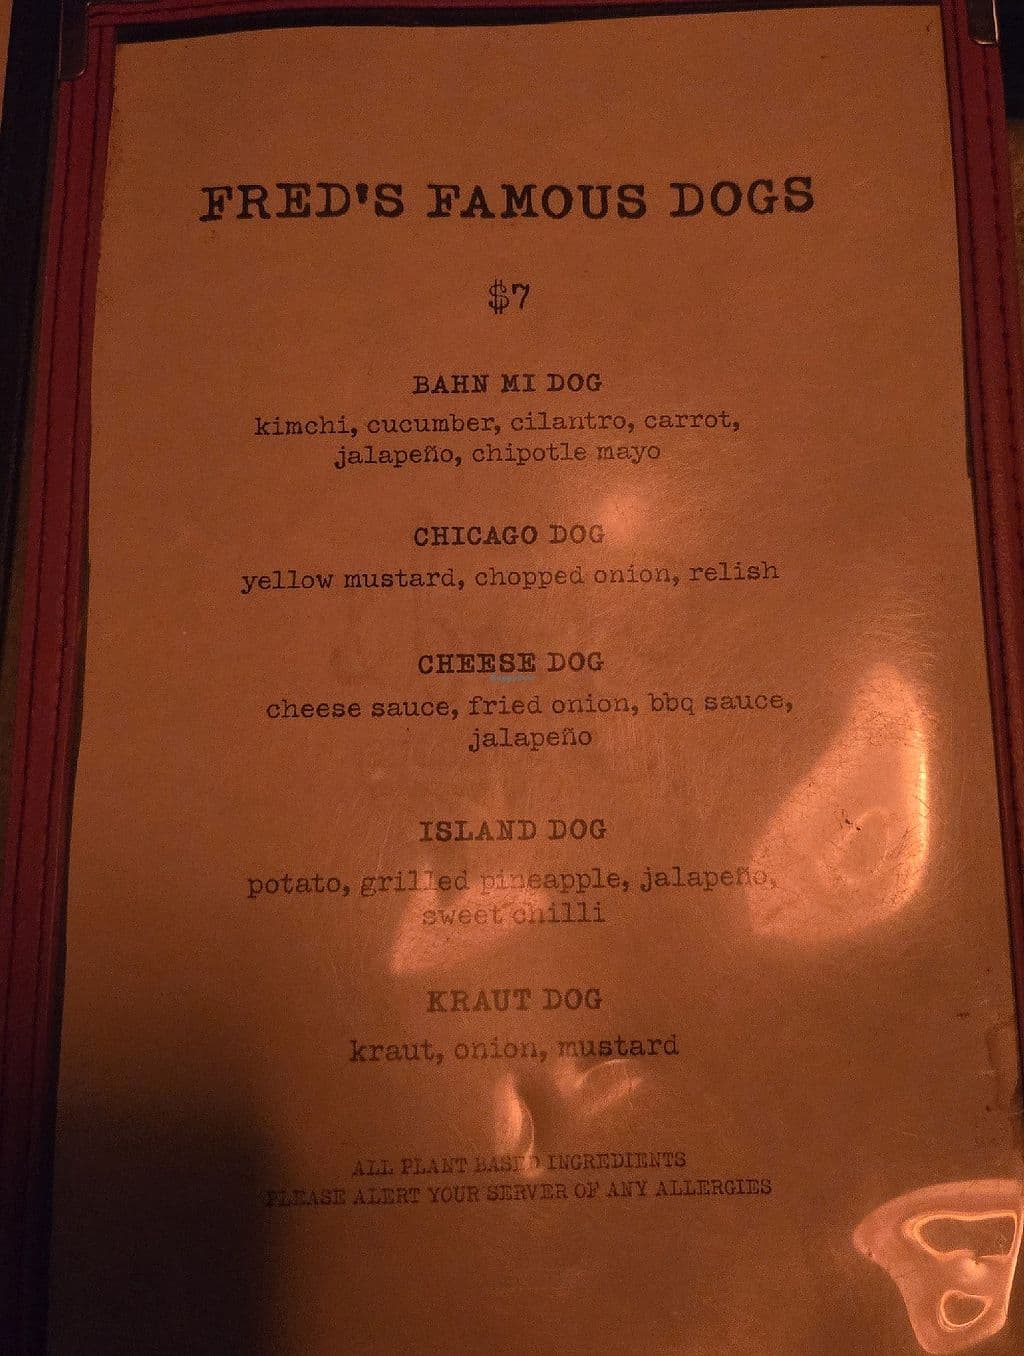 FRED'S FAMOUS DOGS
$7
BAHN MI DOG
kimchi, cucumber, cilantro, carrot,
jalapeño, chipotle mayo
CHICAGO DOG
yellow mustard, chopped onion, relish
CHEESE DOG
cheese sauce, fried onion, bbq sauce,
jalapeño
ISLAND DOG
potato, grilled pineapple, jalapeño,
sweet chilli
KRAUT DOG
kraut, onion, mustard
ALL PLANT BASED INGREDIENTS
PLEASE ALERT YOUR SERVER OF ANY ALLERGIES